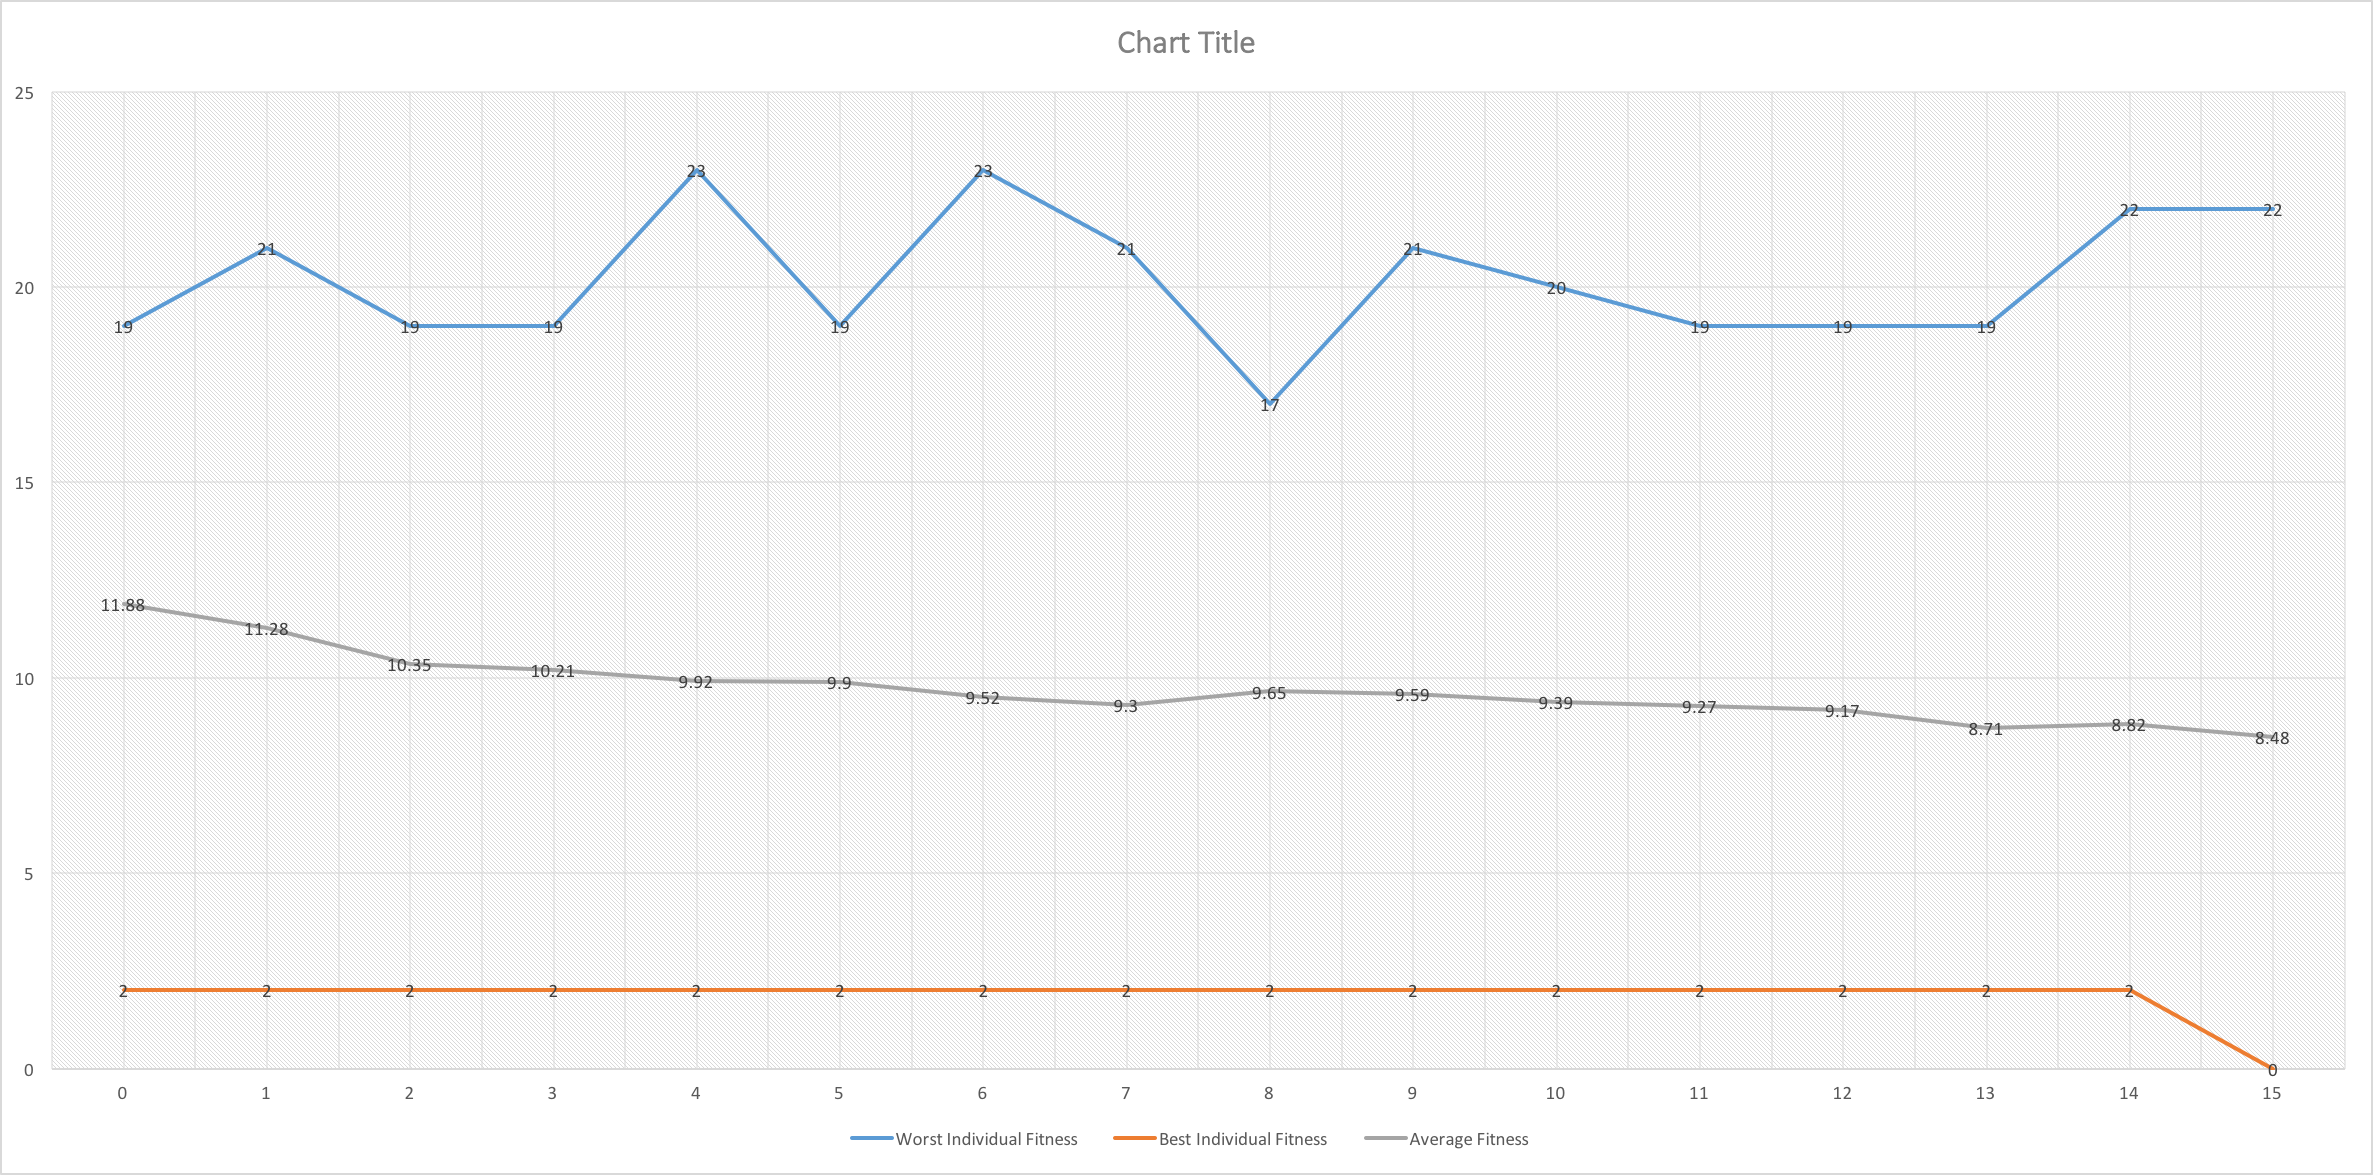 Chart Title
25
23 23
22 22
21 21 21
20 20
19 19 19 19 19 19 19
17
15
11.88 11.28 10.35 10.21 9.92 9.9 9.52 9.3 9.65 9.59 9.39 9.27 9.17 8.71 8.82 8.48
10
5
2 2 2 2 2 2 2 2 2 2 2 2 2 2 2
0 0
0 1 2 3 4 5 6 7 8 9 10 11 12 13 14 15
Worst Individual Fitness Best Individual Fitness Average Fitness